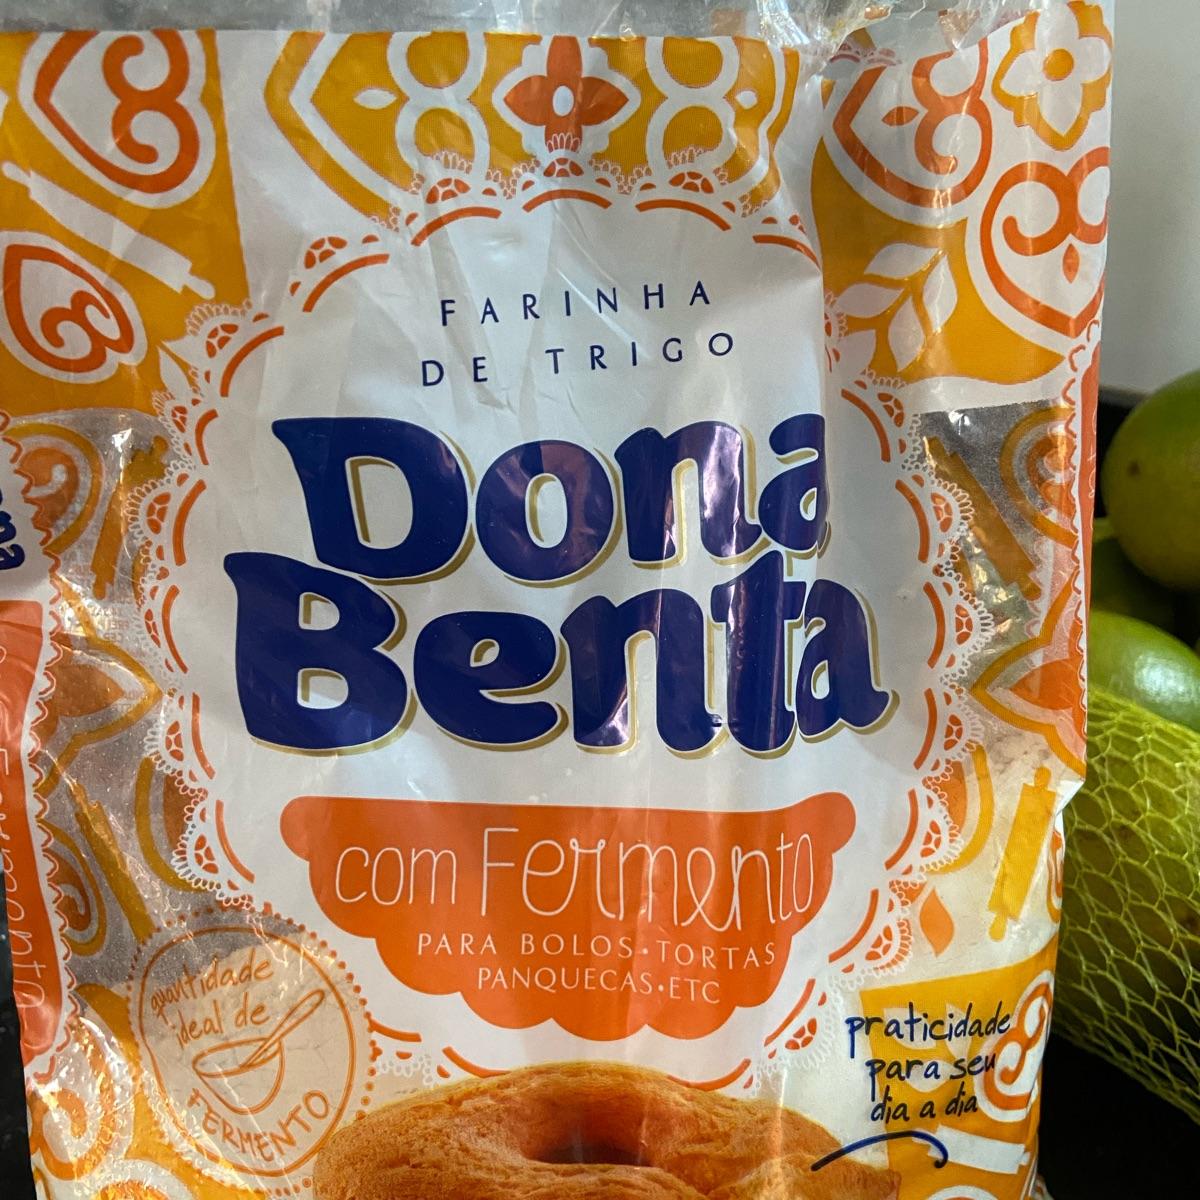 FARINHA
DE TRIGO
Dona
Benta
com Fermento
PARA BOLOS·TORTAS
PANQUECAS·ETC
quantidade
ideal de
FERMENTO
praticidade
para seu
dia a dia